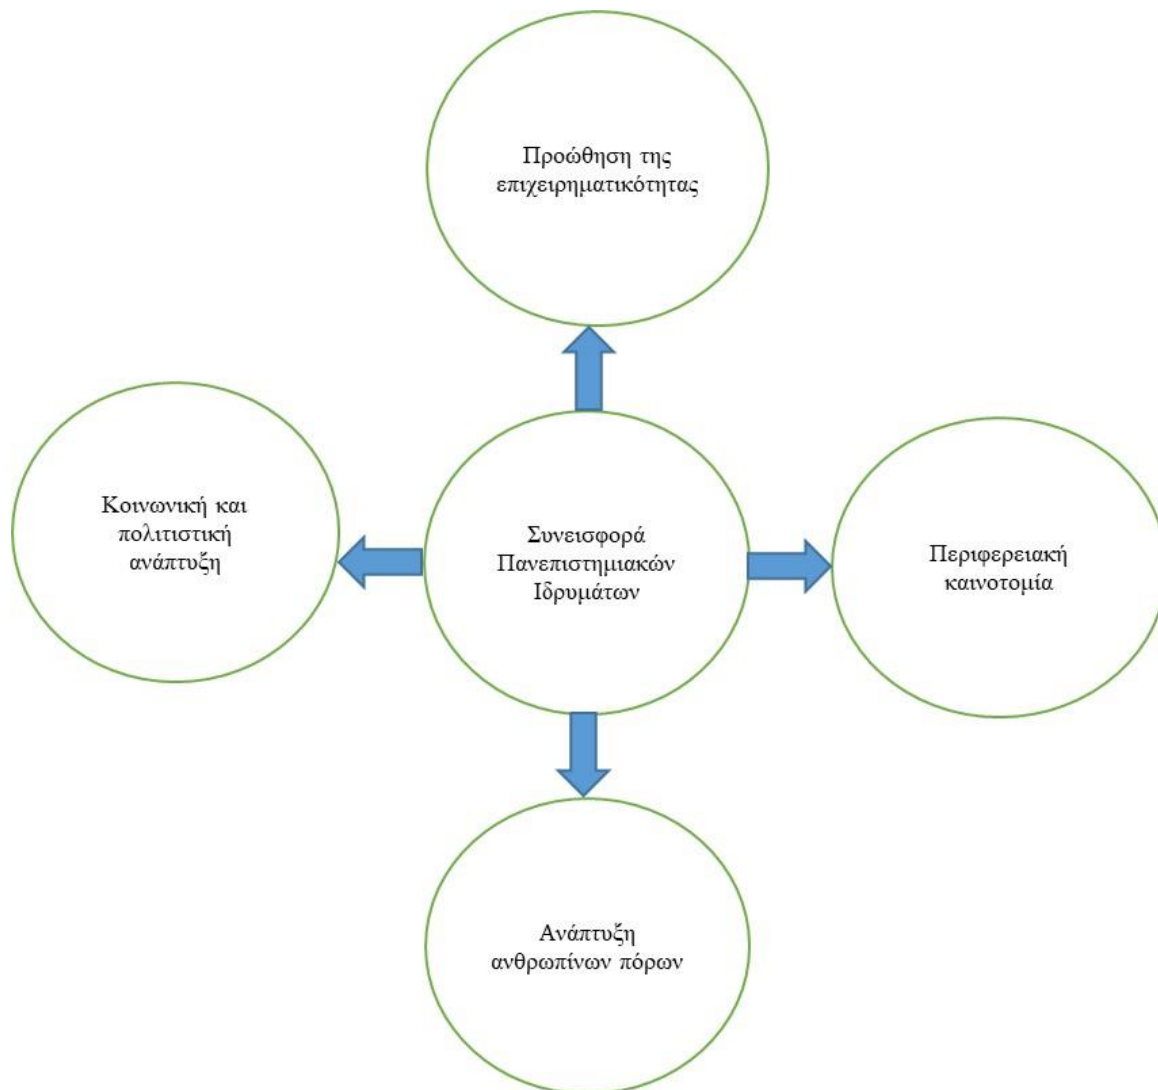 Προώθηση της
επιχειρηματικότητας
Κοινωνική και
πολιτιστική
ανάπτυξη
Συνεισφορά
Πανεπιστημιακών
Ιδρυμάτων
Περιφερειακή
καινοτομία
Ανάπτυξη
ανθρωπίνων πόρων